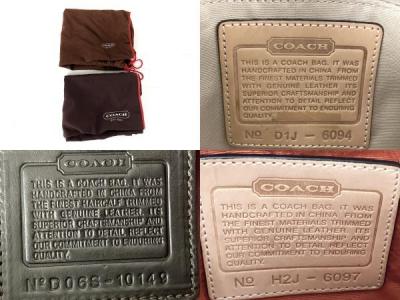 COACH
COACH
COACH
THIS IS A COACH BAG. IT WAS
HANDCRAFTED IN CHINA, FROM
THE FINEST MATERIALS TRIMMED
WITH GENUINE LEATHER. ITS
SUPERIOR CRAFTSMANSHIP AND
ATTENTION TO DETAIL REFLECT
OUR COMMITMENT TO ENDURING
QUALITY.
No D1J - 6094
COACH
THIS IS A COACH BAG. IT WAS
HANDCRAFTED IN CHINA FROM
THE FINEST HAIRCALF TRIMMED
WITH GENUINE LEATHER. ITS
SUPERIOR CRAFTSMANSHIP AND
ATTENTION TO DETAIL REFLECT
OUR COMMITMENT TO ENDURING
QUALITY.
No D06S-10149
COACH
THIS IS A COACH BAG. IT WAS
HANDCRAFTED IN CHINA FROM
THE FINEST MATERIALS TRIMMED
WITH GENUINE LEATHER. ITS
SUPERIOR CRAFTSMANSHIP AND
ATTENTION TO DETAIL REFLECT
OUR COMMITMENT TO ENDURING
QUALITY.
No H2J - 6097